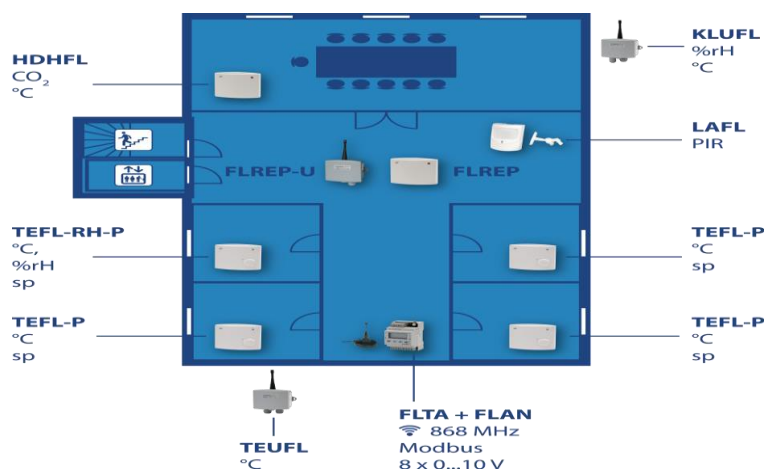 HDHFL
CO₂
°C
KLUFL
%rH
°C
LAFL
PIR
FLREP-U
FLREP
TEFL-RH-P
°C,
%rH
sp
TEFL-P
°C
sp
TEFL-P
°C
sp
TEFL-P
°C
sp
TEUFL
°C
FLTA + FLAN
868 MHz
Modbus
8 x 0...10 V